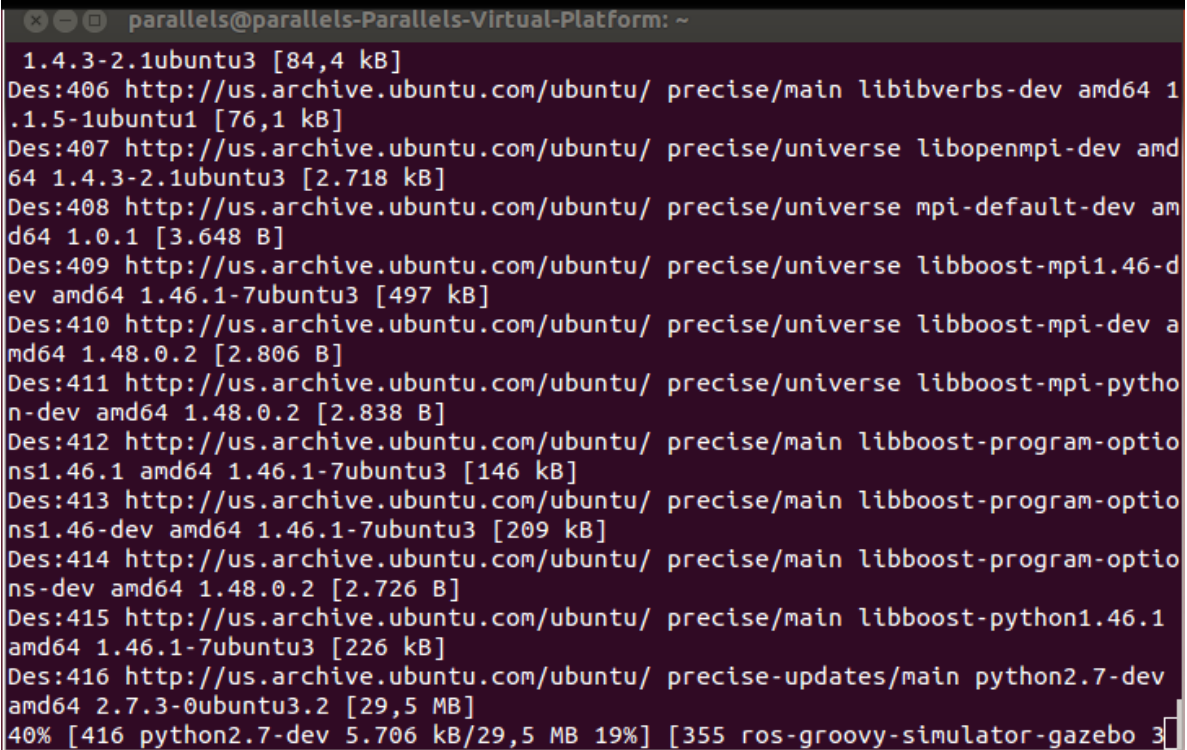 parallels@parallels-Parallels-Virtual-Platform: ~
1.4.3-2.1ubuntu3 [84,4 kB]
Des:406 http://us.archive.ubuntu.com/ubuntu/ precise/main libibverbs-dev amd64 1
.1.5-1ubuntu1 [76,1 kB]
Des:407 http://us.archive.ubuntu.com/ubuntu/ precise/universe libopenmpi-dev amd
64 1.4.3-2.1ubuntu3 [2.718 kB]
Des:408 http://us.archive.ubuntu.com/ubuntu/ precise/universe mpi-default-dev am
d64 1.0.1 [3.648 B]
Des:409 http://us.archive.ubuntu.com/ubuntu/ precise/universe libboost-mpi1.46-d
ev amd64 1.46.1-7ubuntu3 [497 kB]
Des:410 http://us.archive.ubuntu.com/ubuntu/ precise/universe libboost-mpi-dev a
md64 1.48.0.2 [2.806 B]
Des:411 http://us.archive.ubuntu.com/ubuntu/ precise/universe libboost-mpi-pytho
n-dev amd64 1.48.0.2 [2.838 B]
Des:412 http://us.archive.ubuntu.com/ubuntu/ precise/main libboost-program-optio
ns1.46.1 amd64 1.46.1-7ubuntu3 [146 kB]
Des:413 http://us.archive.ubuntu.com/ubuntu/ precise/main libboost-program-optio
ns1.46-dev amd64 1.46.1-7ubuntu3 [209 kB]
Des:414 http://us.archive.ubuntu.com/ubuntu/ precise/main libboost-program-optio
ns-dev amd64 1.48.0.2 [2.726 B]
Des:415 http://us.archive.ubuntu.com/ubuntu/ precise/main libboost-python1.46.1
amd64 1.46.1-7ubuntu3 [226 kB]
Des:416 http://us.archive.ubuntu.com/ubuntu/ precise-updates/main python2.7-dev
amd64 2.7.3-0ubuntu3.2 [29,5 MB]
40% [416 python2.7-dev 5.706 kB/29,5 MB 19%] [355 ros-groovy-simulator-gazebo 3